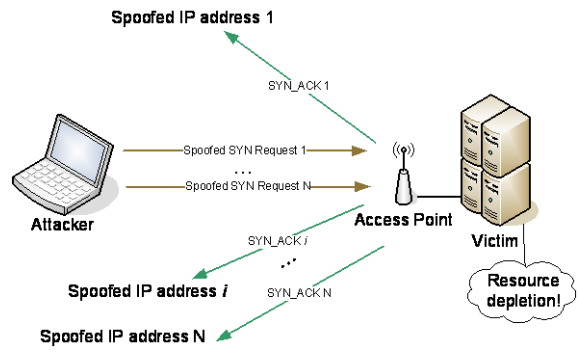 Spoofed IP address 1
SYN_ACK 1
Spoofed SYN Request 1
...
Spoofed SYN Request N
Attacker
Access Point
Victim
SYN_ACK i
...
Resource
depletion!
Spoofed IP address i
SYN_ACK N
Spoofed IP address N